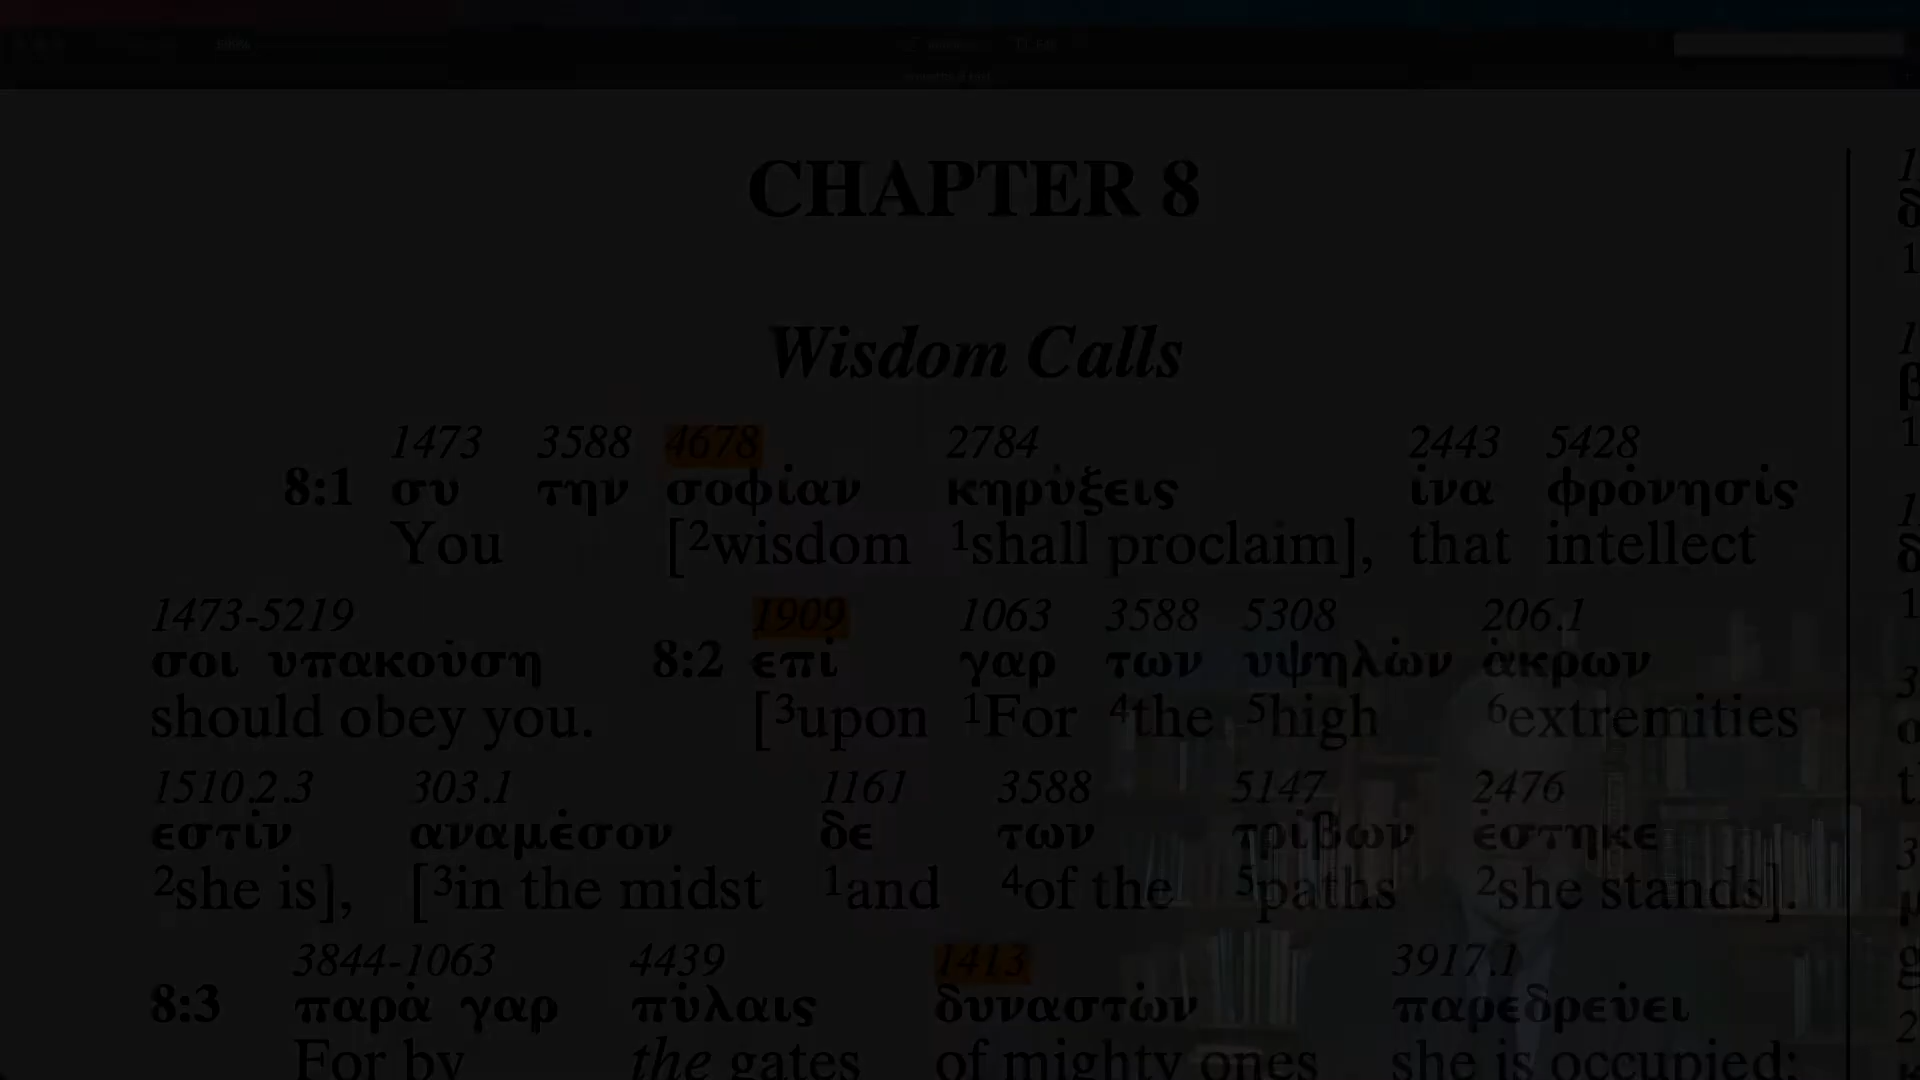 CHAPTER 8
Wisdom Calls
1473 3588 4678 2784 2443 5428
8:1 συ την σοφίαν κηρύξεις ίνα φρόνησίς
You [²wisdom ¹shall proclaim], that intellect
1473-5219 1909 1063 3588 5308 206.1
σοι υπακούση 8:2 επί γαρ των υψηλών άκρων
should obey you. [³upon ¹For ⁴the ⁵high ⁶extremities
1510.2.3 303.1 1161 3588 5147 2476
εστίν αναμέσον δε των τρίβων έστηκε
²she is], [³in the midst ¹and ⁴of the ⁵paths ²she stands].
3844-1063 4439 1413 3917.1
8:3 παρά γαρ πύλαις δυναστών παρεδρεύει
For by the gates of mighty ones she is occupied;